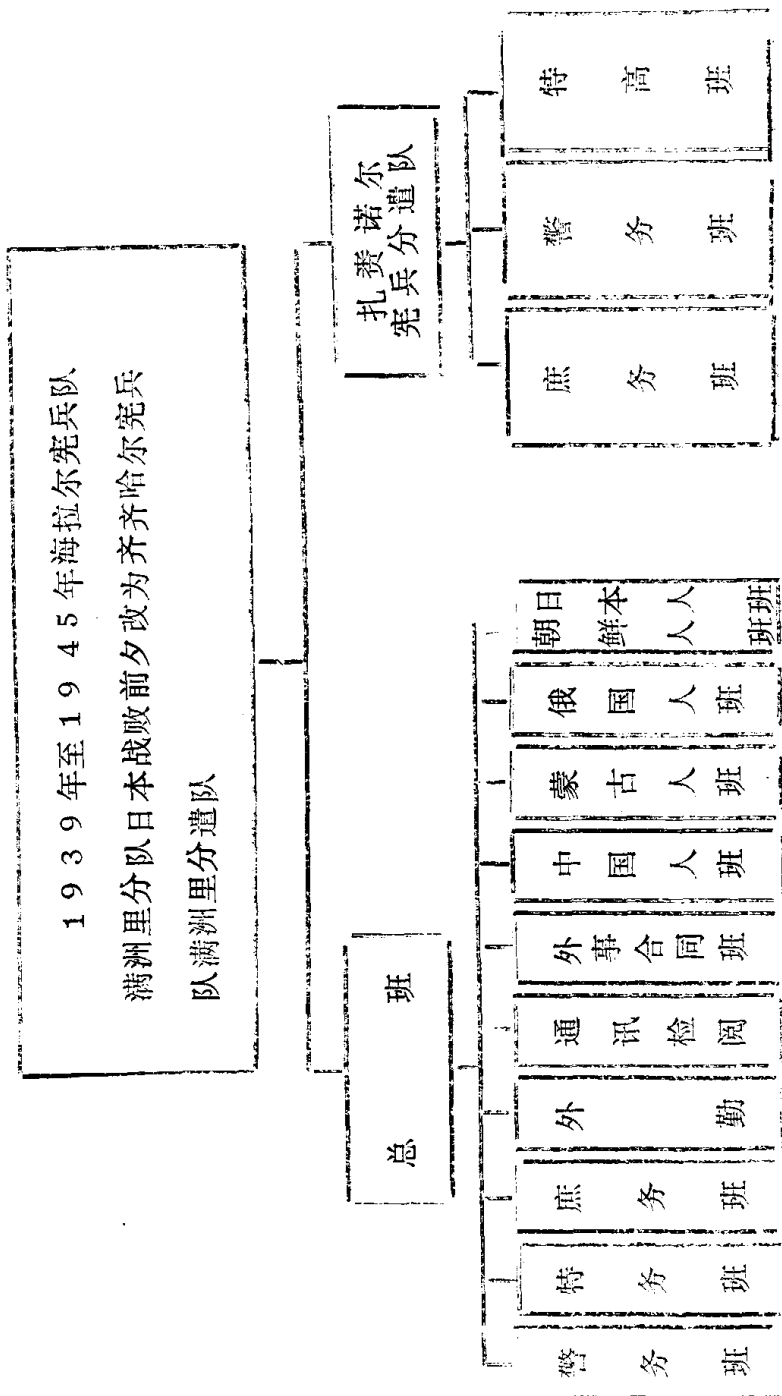 1939年至1945年海拉尔宪兵队
满洲里分队日本战败前夕改为齐齐哈尔宪兵
队满洲里分遣队
总班
扎赉诺尔
宪兵分遣队
警务班
特务班
庶务班
外勤
通讯检阅
外事合同班
中国人班
蒙古人班
俄国人班
朝鲜人班
日本人班
庶务班
警务班
特高班